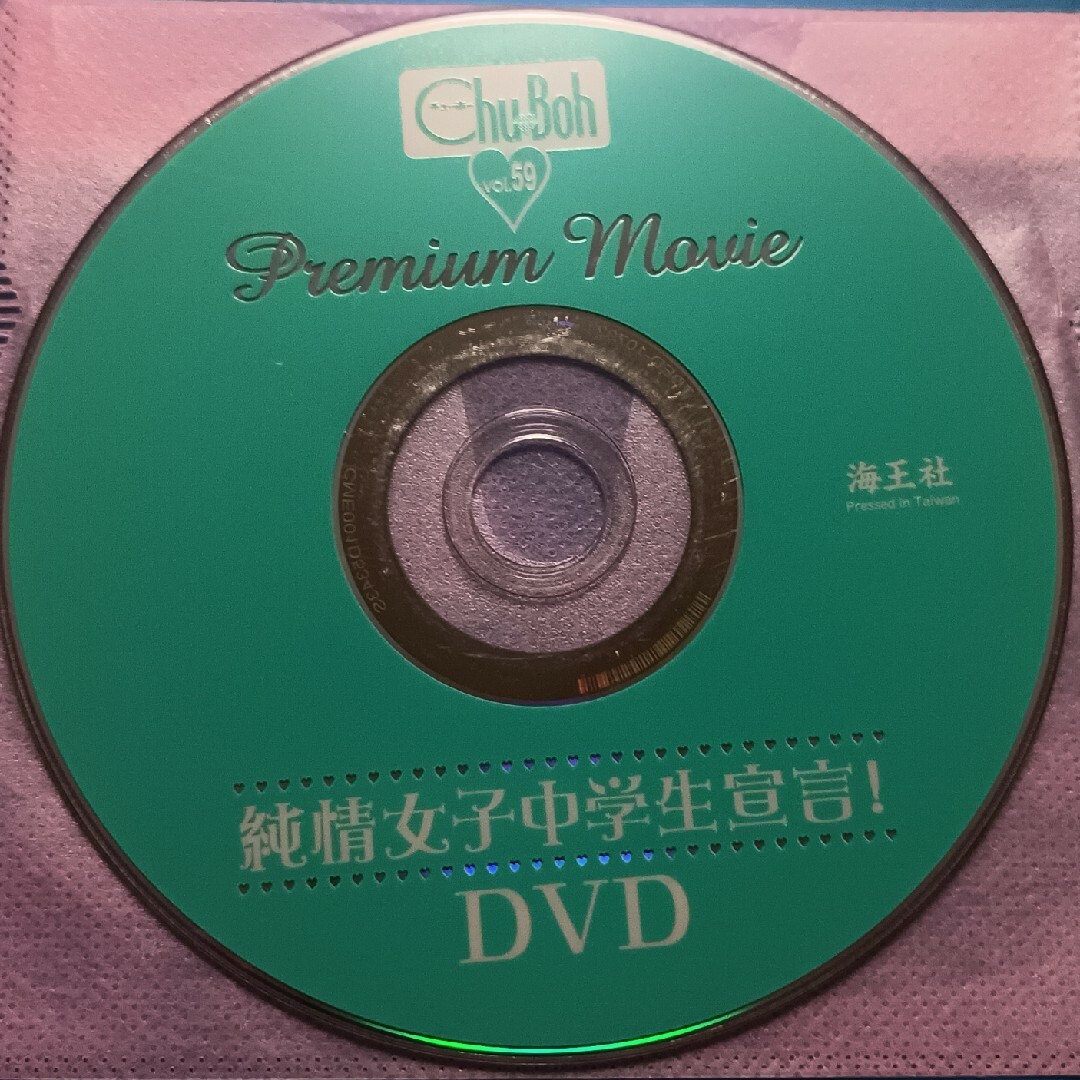 Chu→Boh
vol.59
Premium Movie
海王社
Pressed in Taiwan
純情女子中学生宣言!
DVD